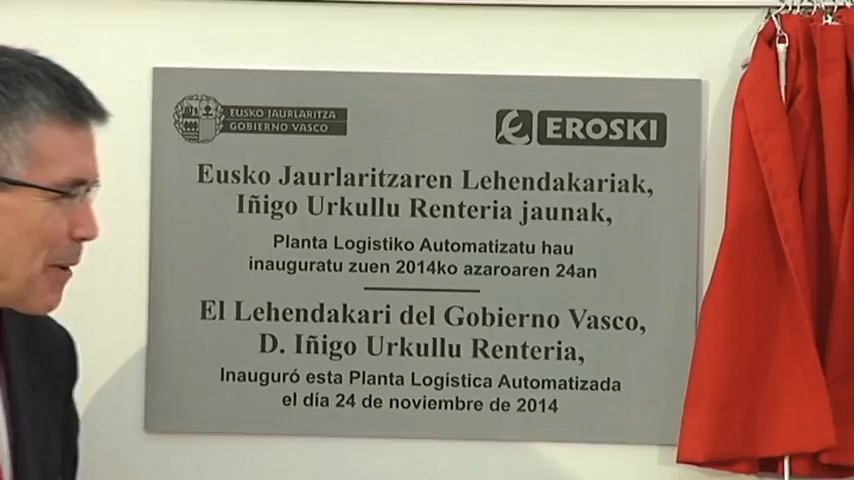 EUSKO JAURLARITZA
GOBIERNO VASCO
EROSKI
Eusko Jaurlaritzaren Lehendakariak,
Iñigo Urkullu Renteria jaunak,
Planta Logistiko Automatizatu hau
inauguratu zuen 2014ko azaroaren 24an
El Lehendakari del Gobierno Vasco,
D. Iñigo Urkullu Renteria,
Inauguró esta Planta Logística Automatizada
el día 24 de noviembre de 2014